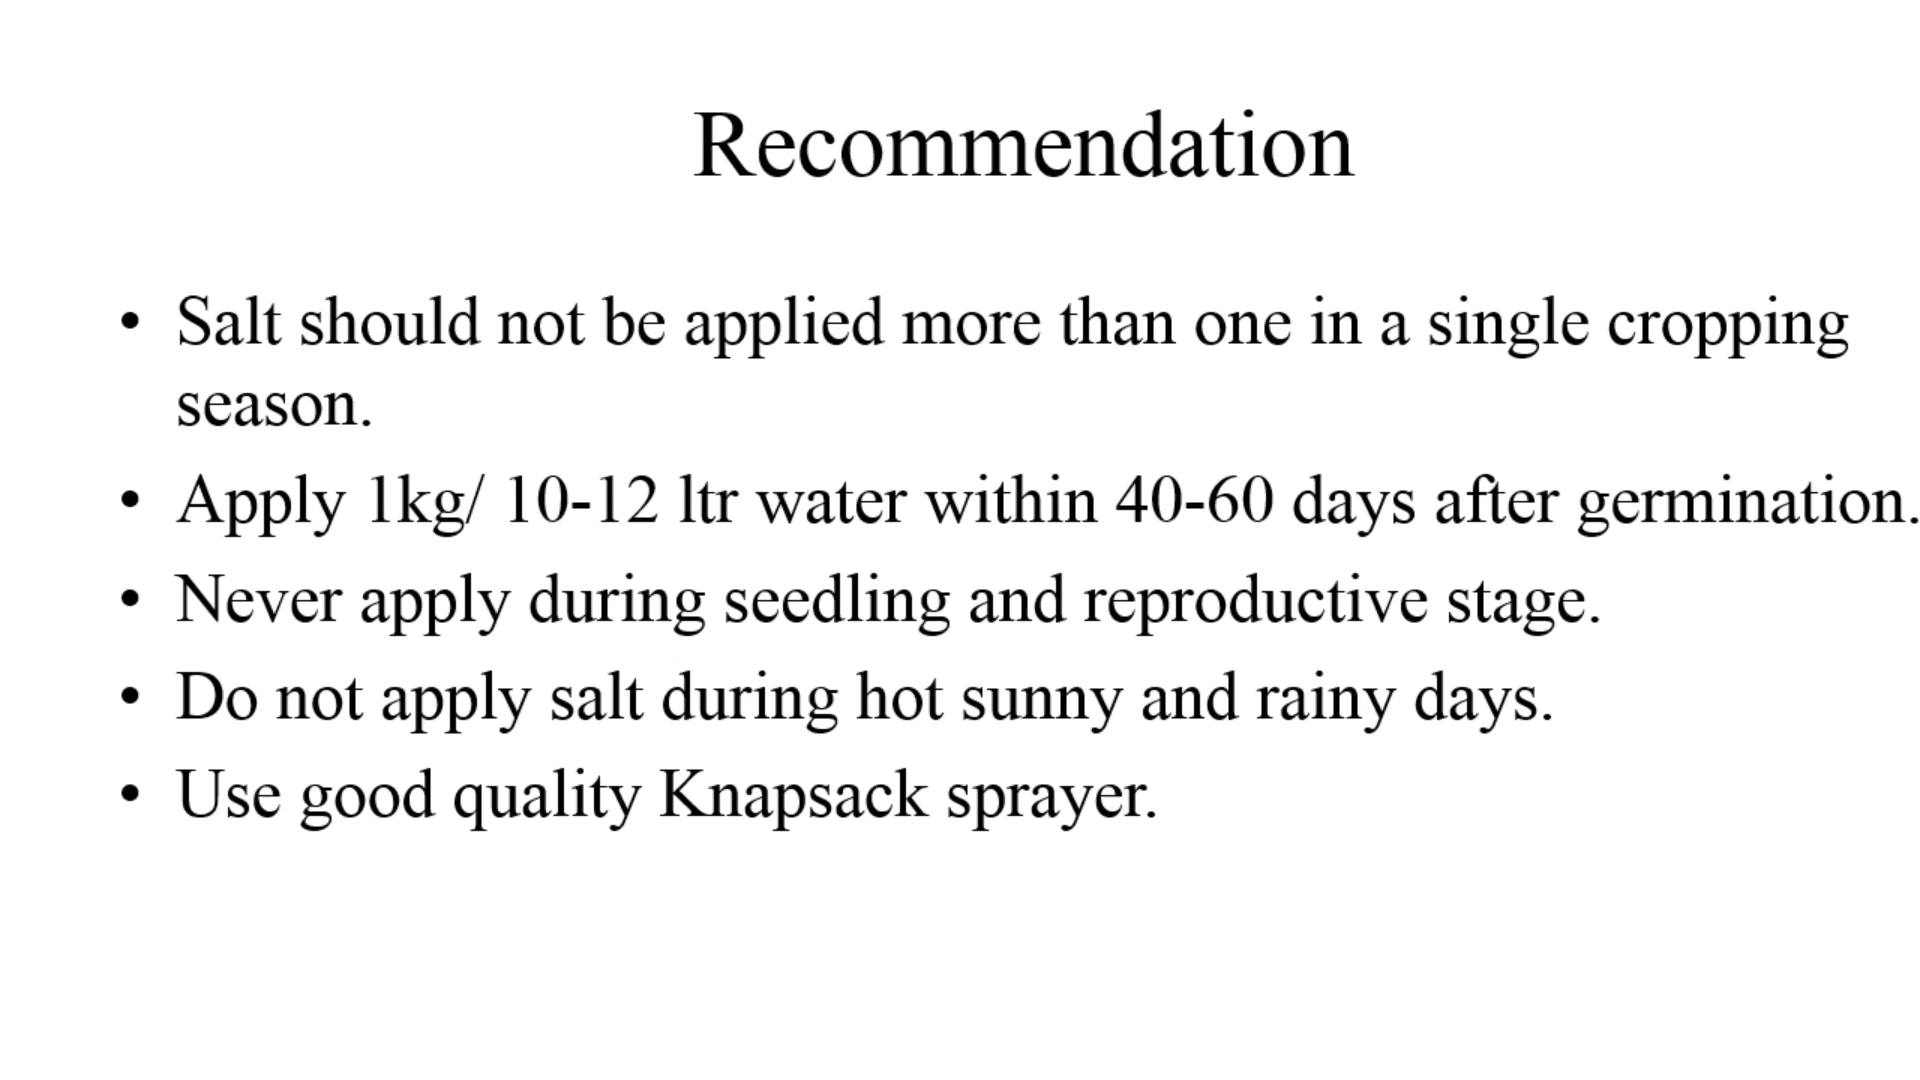 Recommendation
• Salt should not be applied more than one in a single cropping
season.
• Apply 1kg/ 10-12 ltr water within 40-60 days after germination.
• Never apply during seedling and reproductive stage.
• Do not apply salt during hot sunny and rainy days.
• Use good quality Knapsack sprayer.